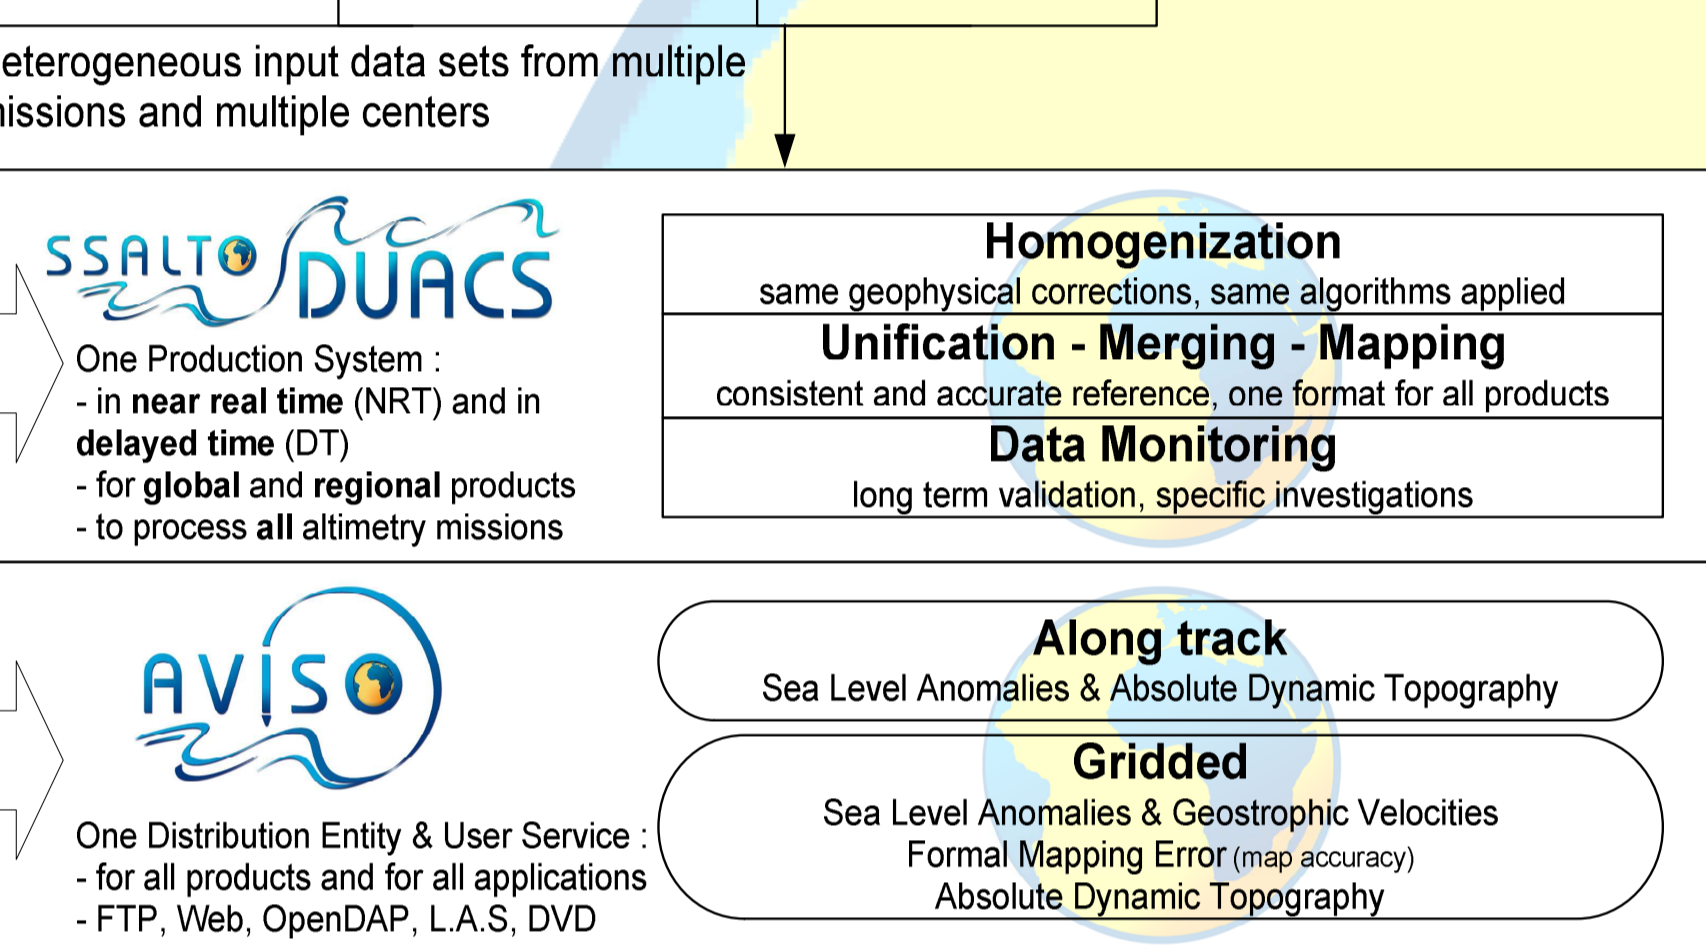 eterogeneous input data sets from multiple
issions and multiple centers
SSALTO DUACS
One Production System :
- in near real time (NRT) and in
delayed time (DT)
- for global and regional products
- to process all altimetry missions
Homogenization
same geophysical corrections, same algorithms applied
Unification - Merging - Mapping
consistent and accurate reference, one format for all products
Data Monitoring
long term validation, specific investigations
AVISO
One Distribution Entity & User Service :
- for all products and for all applications
- FTP, Web, OpenDAP, L.A.S, DVD
Along track
Sea Level Anomalies & Absolute Dynamic Topography
Gridded
Sea Level Anomalies & Geostrophic Velocities
Formal Mapping Error (map accuracy)
Absolute Dynamic Topography